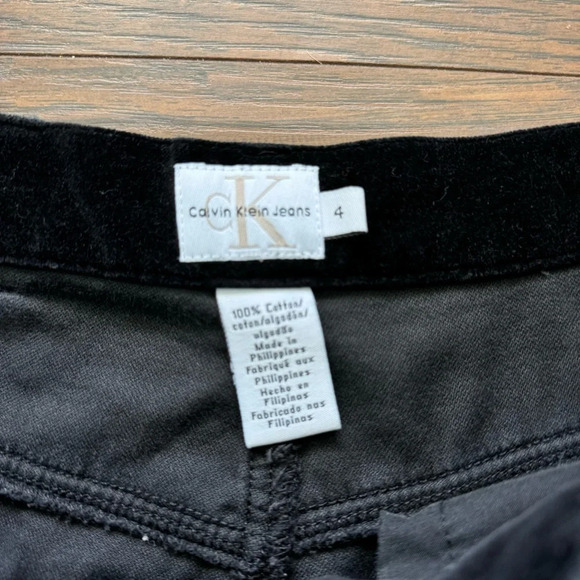 CK
Calvin Klein Jeans
4
100% Cotton/
coton/algodón/
algodão
Made in
Philippines
Fabriqué aux
Philippines
Hecho en
Filipinas
Fabricado nas
Filipinas